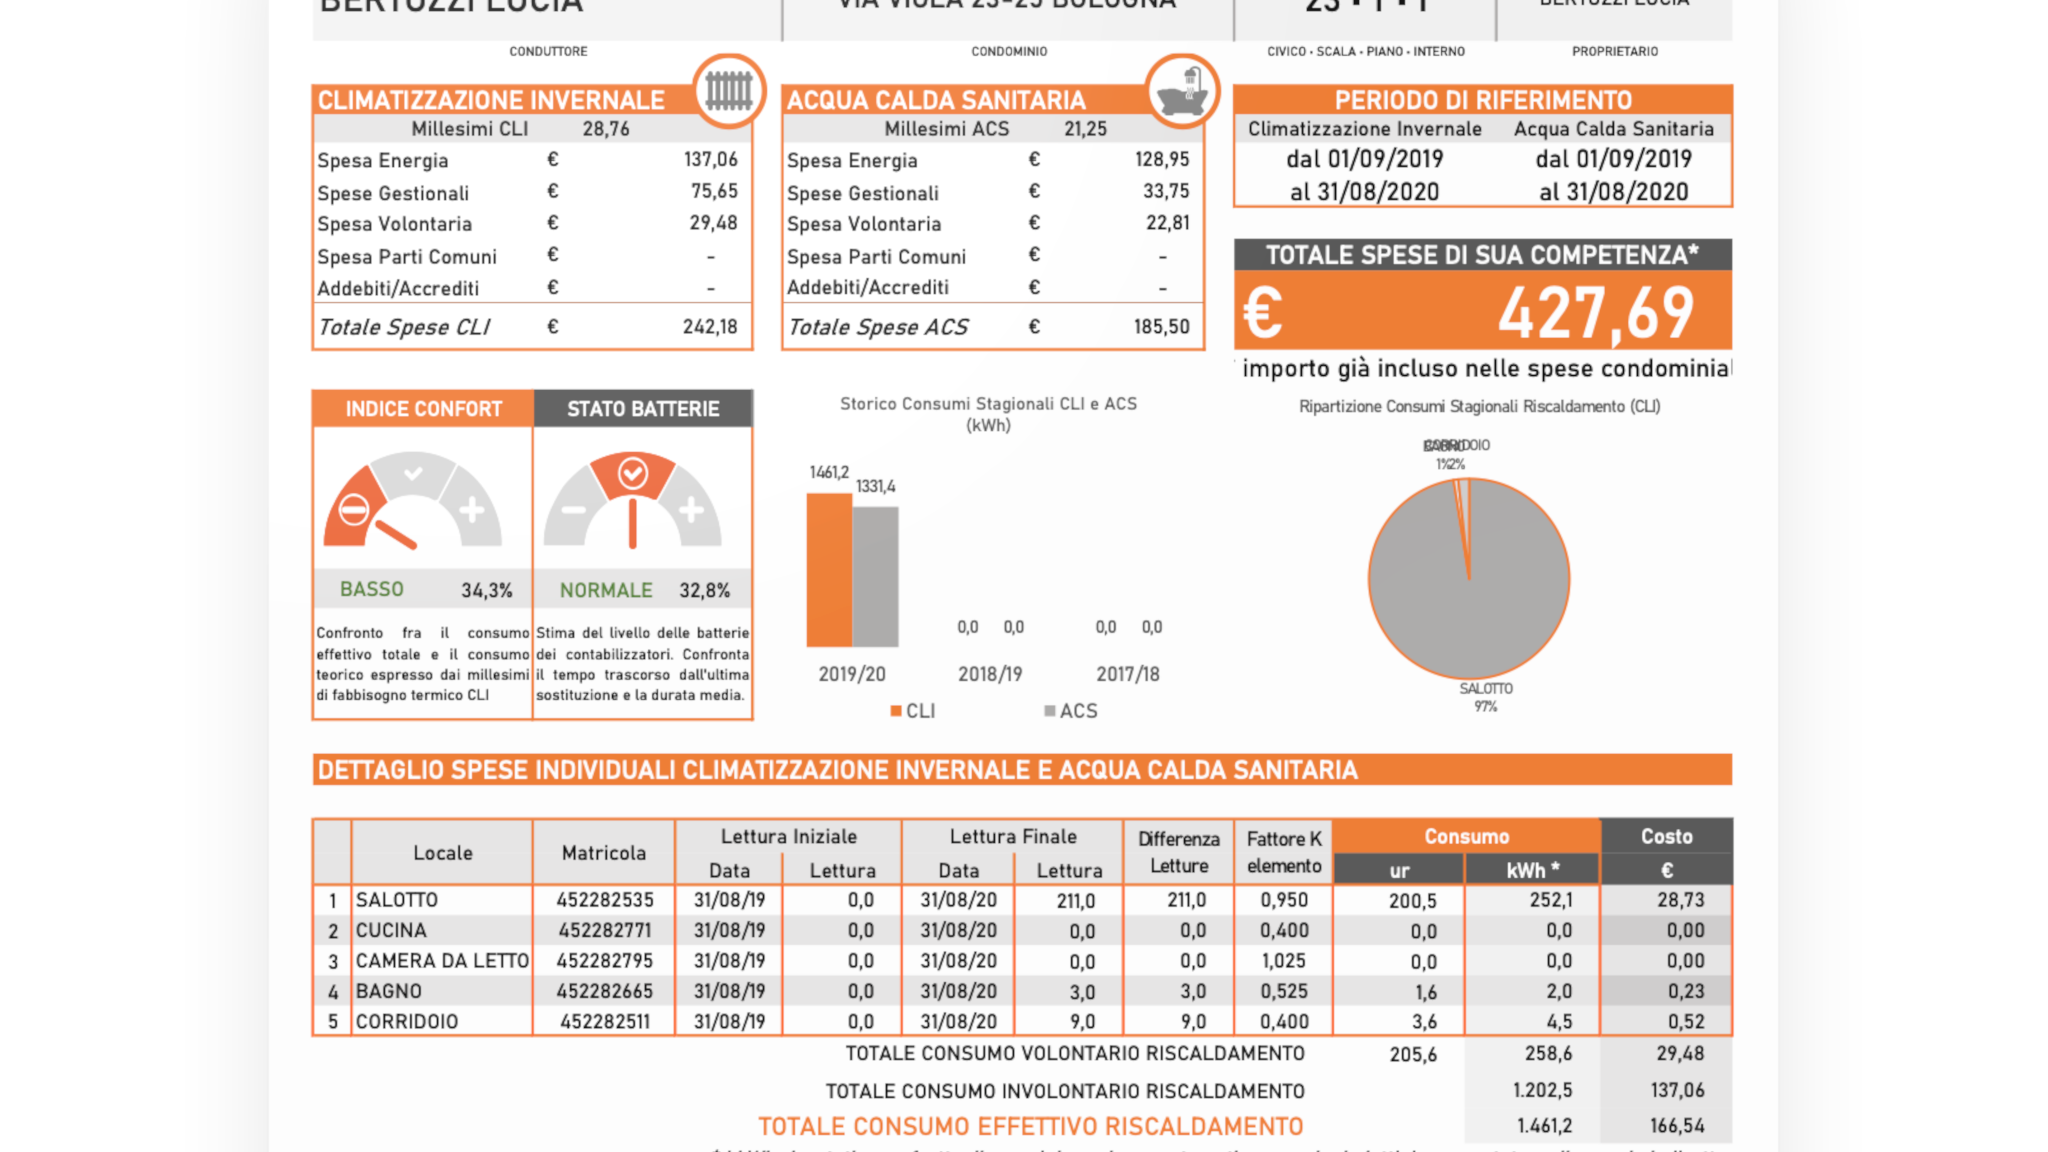 BERTUZZI LUCIA
VIA VIOLA 23-25 BOLOGNA
BERTUZZI LUCIA
CONDUTTORE
CONDOMINIO
CIVICO • SCALA • PIANO • INTERNO
PROPRIETARIO
CLIMATIZZAZIONE INVERNALE
Millesimi CLI 28,76
Spesa Energia € 137,06
Spese Gestionali € 75,65
Spesa Volontaria € 29,48
Spesa Parti Comuni € -
Addebiti/Accrediti € -
Totale Spese CLI € 242,18
ACQUA CALDA SANITARIA
Millesimi ACS 21,25
Spesa Energia € 128,95
Spese Gestionali € 33,75
Spesa Volontaria € 22,81
Spesa Parti Comuni € -
Addebiti/Accrediti € -
Totale Spese ACS € 185,50
PERIODO DI RIFERIMENTO
Climatizzazione Invernale Acqua Calda Sanitaria
dal 01/09/2019 dal 01/09/2019
al 31/08/2020 al 31/08/2020
TOTALE SPESE DI SUA COMPETENZA*
€ 427,69
importo già incluso nelle spese condominial
INDICE CONFORT
BASSO 34,3%
Confronto fra il consumo
effettivo totale e il consumo
teorico espresso dai millesimi
di fabbisogno termico CLI
STATO BATTERIE
NORMALE 32,8%
Stima del livello delle batterie
dei contabilizzatori. Confronta
il tempo trascorso dall'ultima
sostituzione e la durata media.
Storico Consumi Stagionali CLI e ACS
(kWh)
1461,2
1331,4
0,0 0,0 0,0 0,0
2019/20 2018/19 2017/18
CLI ACS
Ripartizione Consumi Stagionali Riscaldamento (CLI)
CORRIDOIO
1% 2%
SALOTTO
97%
DETTAGLIO SPESE INDIVIDUALI CLIMATIZZAZIONE INVERNALE E ACQUA CALDA SANITARIA
Locale Matricola Lettura Iniziale Lettura Finale Differenza Letture Fattore K elemento Consumo Costo
Data Lettura Data Lettura ur kWh * €
1 SALOTTO 452282535 31/08/19 0,0 31/08/20 211,0 211,0 0,950 200,5 252,1 28,73
2 CUCINA 452282771 31/08/19 0,0 31/08/20 0,0 0,0 0,400 0,0 0,0 0,00
3 CAMERA DA LETTO 452282795 31/08/19 0,0 31/08/20 0,0 0,0 1,025 0,0 0,0 0,00
4 BAGNO 452282665 31/08/19 0,0 31/08/20 3,0 3,0 0,525 1,6 2,0 0,23
5 CORRIDOIO 452282511 31/08/19 0,0 31/08/20 9,0 9,0 0,400 3,6 4,5 0,52
TOTALE CONSUMO VOLONTARIO RISCALDAMENTO 205,6 258,6 29,48
TOTALE CONSUMO INVOLONTARIO RISCALDAMENTO 1.202,5 137,06
TOTALE CONSUMO EFFETTIVO RISCALDAMENTO 1.461,2 166,54